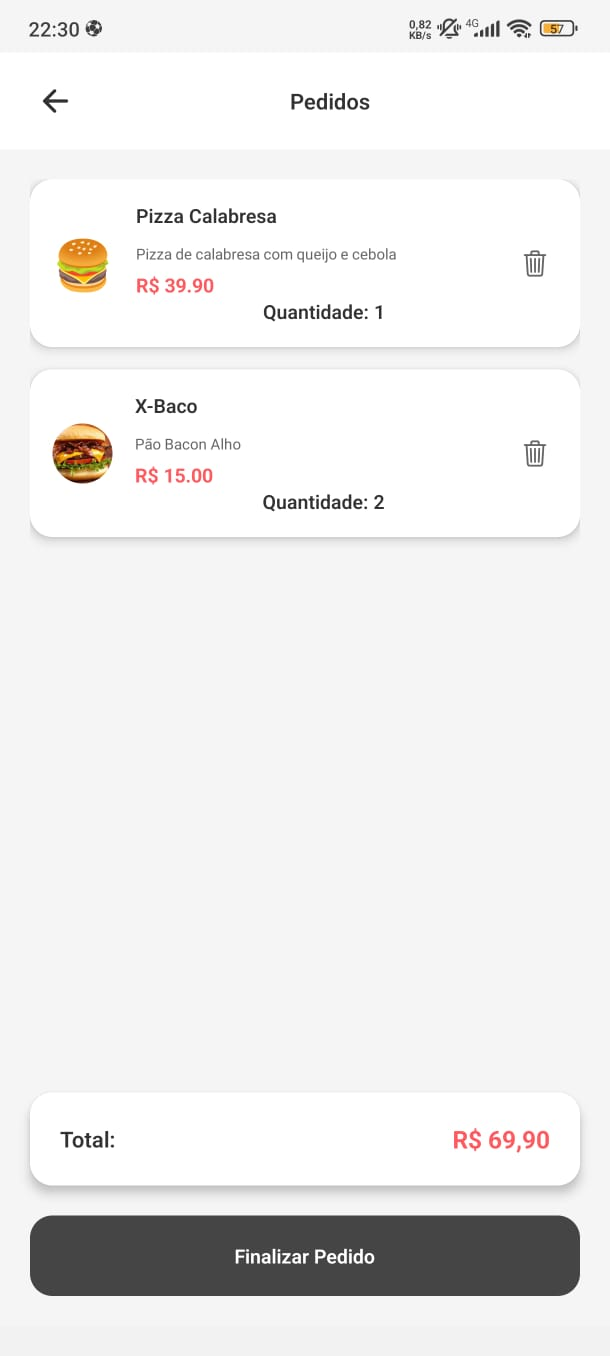 22:30
0,82
KB/s
4G
57
Pedidos
Pizza Calabresa
Pizza de calabresa com queijo e cebola
R$ 39.90
Quantidade: 1
X-Baco
Pão Bacon Alho
R$ 15.00
Quantidade: 2
Total:
R$ 69,90
Finalizar Pedido